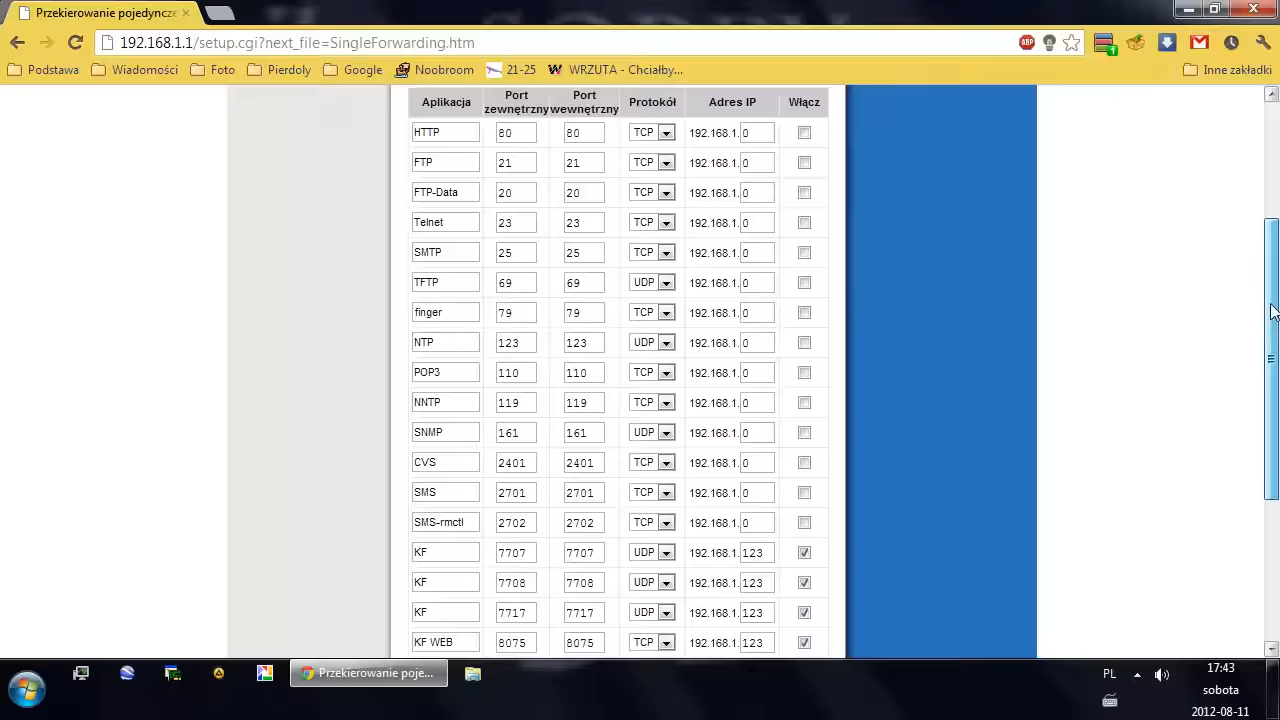 Przekierowanie pojedyncze
192.168.1.1/setup.cgi?next_file=SingleForwarding.htm
ABP
1
Podstawa Wiadomości Foto Pierdoły Google Noobroom 21-25 WRZUTA - Chciałby... Inne zakładki
Aplikacja Port zewnętrzny Port wewnętrzny Protokół Adres IP Włącz
HTTP 80 80 TCP 192.168.1. 0
FTP 21 21 TCP 192.168.1. 0
FTP-Data 20 20 TCP 192.168.1. 0
Telnet 23 23 TCP 192.168.1. 0
SMTP 25 25 TCP 192.168.1. 0
TFTP 69 69 UDP 192.168.1. 0
finger 79 79 TCP 192.168.1. 0
NTP 123 123 UDP 192.168.1. 0
POP3 110 110 TCP 192.168.1. 0
NNTP 119 119 TCP 192.168.1. 0
SNMP 161 161 UDP 192.168.1. 0
CVS 2401 2401 TCP 192.168.1. 0
SMS 2701 2701 TCP 192.168.1. 0
SMS-rmctl 2702 2702 TCP 192.168.1. 0
KF 7707 7707 UDP 192.168.1. 123
KF 7708 7708 UDP 192.168.1. 123
KF 7717 7717 UDP 192.168.1. 123
KF WEB 8075 8075 TCP 192.168.1. 123
Przekierowanie poje...
PL
17:43
sobota
2012-08-11